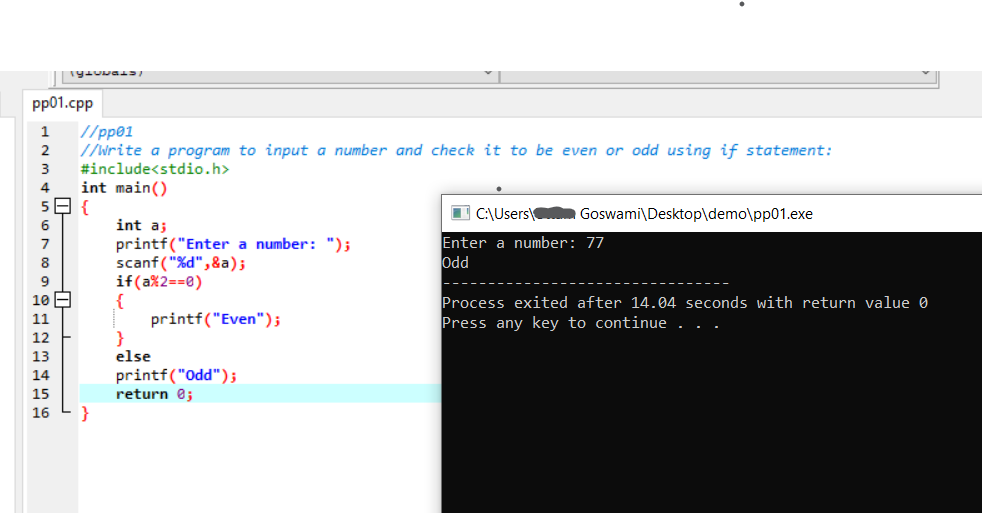 (globals)
pp01.cpp
1 //pp01
2 //Write a program to input a number and check it to be even or odd using if statement:
3 #include<stdio.h>
4 int main()
5 {
6 int a;
7 printf("Enter a number: ");
8 scanf("%d",&a);
9 if(a%2==0)
10 {
11 printf("Even");
12 }
13 else
14 printf("Odd");
15 return 0;
16 }
C:\Users\ Goswami\Desktop\demo\pp01.exe
Enter a number: 77
Odd
--------------------------------
Process exited after 14.04 seconds with return value 0
Press any key to continue . . .